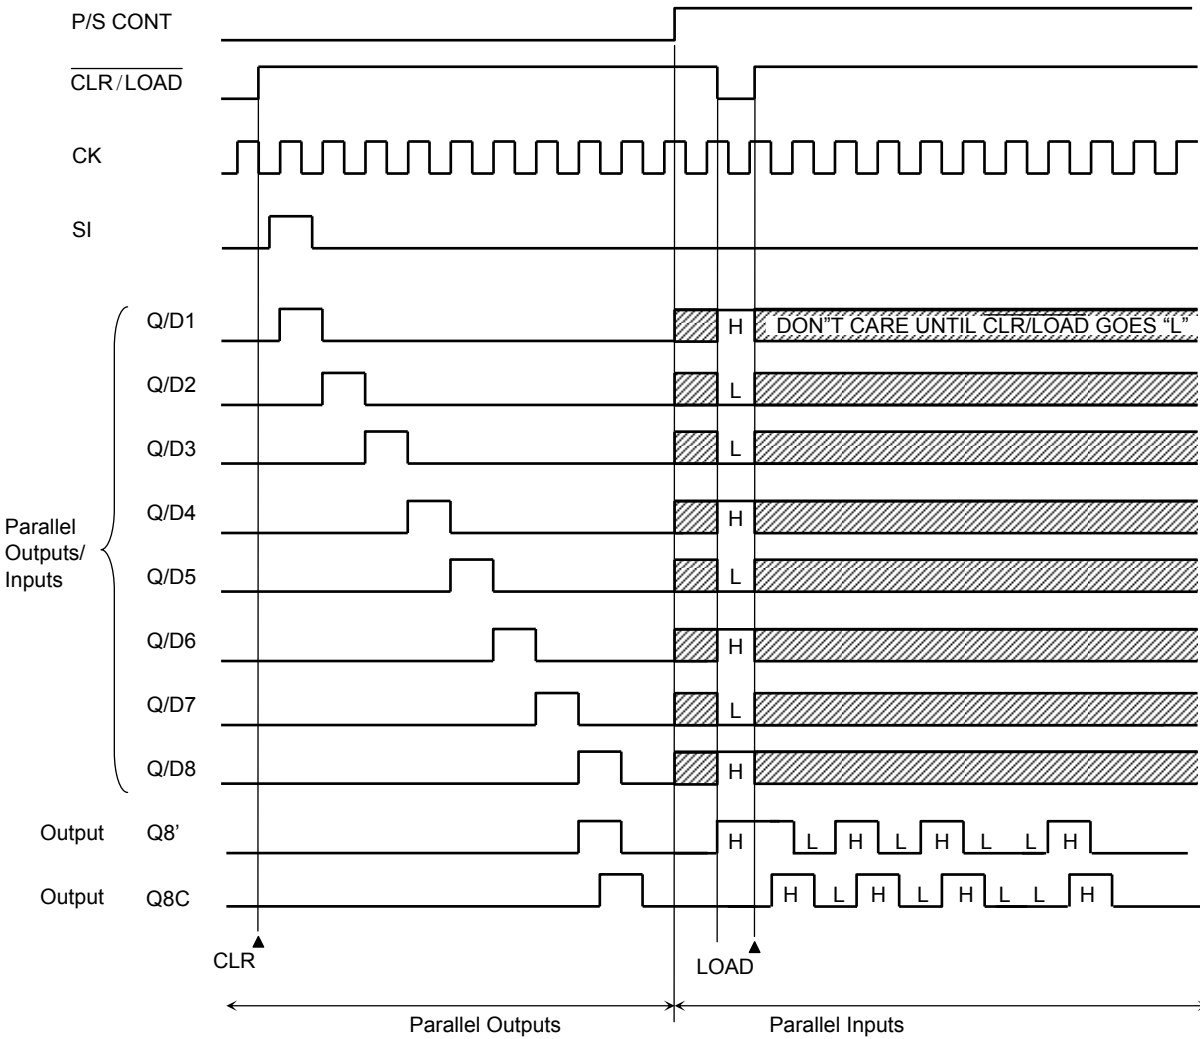 P/S CONT
CLR/LOAD
CK
SI
Q/D1 H DON"T CARE UNTIL CLR/LOAD GOES “L”
Q/D2 L
Q/D3 L
Q/D4 H
Parallel
Outputs/
Inputs
Q/D5 L
Q/D6 H
Q/D7 L
Q/D8 H
Output Q8’ H L H L H L L H
Output Q8C H L H L H L L H
CLR LOAD
Parallel Outputs Parallel Inputs